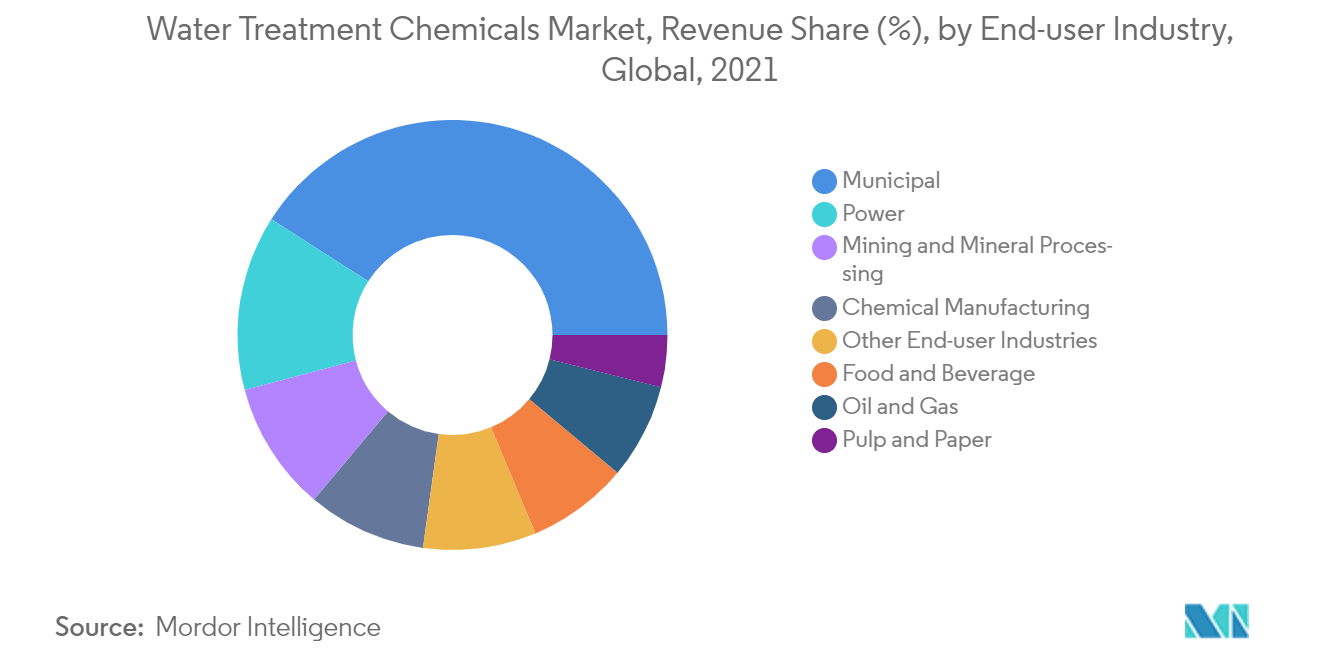 Water Treatment Chemicals Market, Revenue Share (%), by End-user Industry,
Global, 2021
Municipal
Power
Mining and Mineral Proces-
sing
Chemical Manufacturing
Other End-user Industries
Food and Beverage
Oil and Gas
Pulp and Paper
Source: Mordor Intelligence